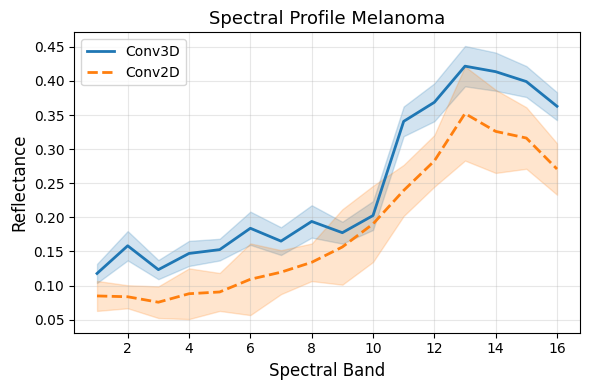 Spectral Profile Melanoma
Conv3D
Conv2D
Reflectance
0.45
0.40
0.35
0.30
0.25
0.20
0.15
0.10
0.05
2 4 6 8 10 12 14 16
Spectral Band